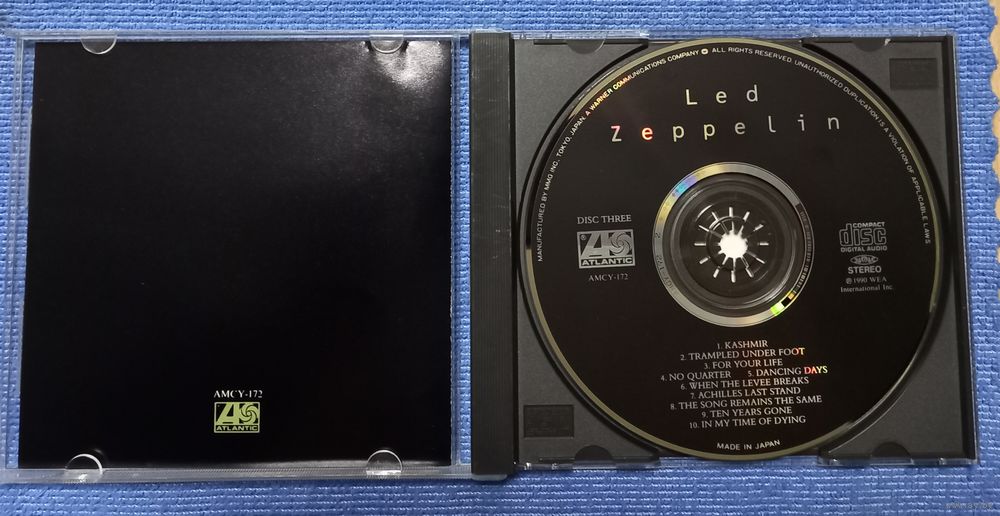 AMCY-172
ATLANTIC
MANUFACTURED BY MMG INC. TOKYO, JAPAN. A WARNER COMMUNICATIONS COMPANY ALL RIGHTS RESERVED. UNAUTHORIZED DUPLICATION IS A VIOLATION OF APPLICABLE LAWS
Led
Zeppelin
DISC THREE
®
ATLANTIC
AMCY-172
COMPACT
disc
DIGITAL AUDIO
STEREO
℗ 1990 WEA
International Inc.
1. KASHMIR
2. TRAMPLED UNDER FOOT
3. FOR YOUR LIFE
4. NO QUARTER 5. DANCING DAYS
6. WHEN THE LEVEE BREAKS
7. ACHILLES LAST STAND
8. THE SONG REMAINS THE SAME
9. TEN YEARS GONE
10. IN MY TIME OF DYING
MADE IN JAPAN